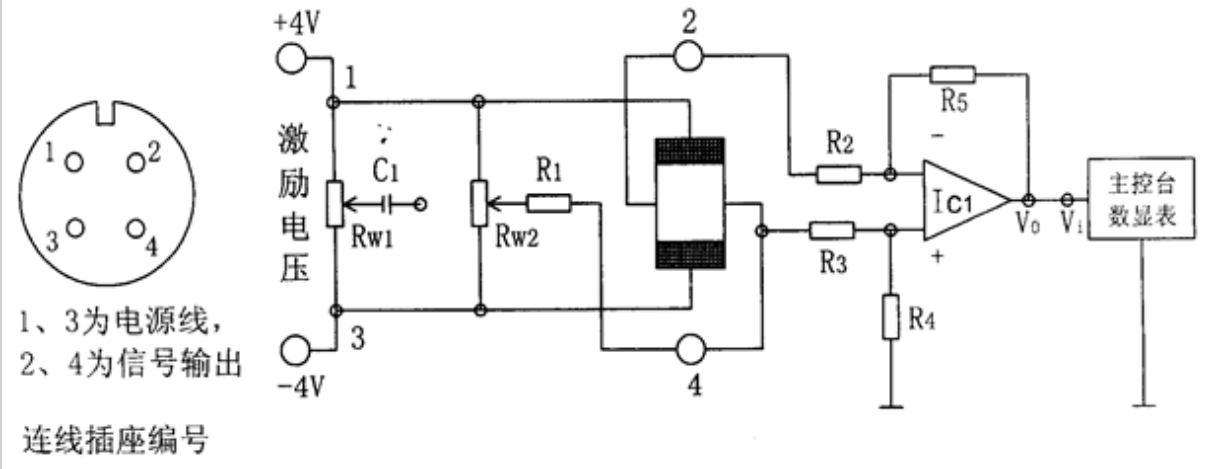 1 2
3 4
1、3为电源线，
2、4为信号输出
连线插座编号
+4V
1
激励电压
C1
Rw1
Rw2
R1
3
-4V
2
4
R2
R3
R4
R5
-
IC1
+
Vo Vi
主控台
数显表